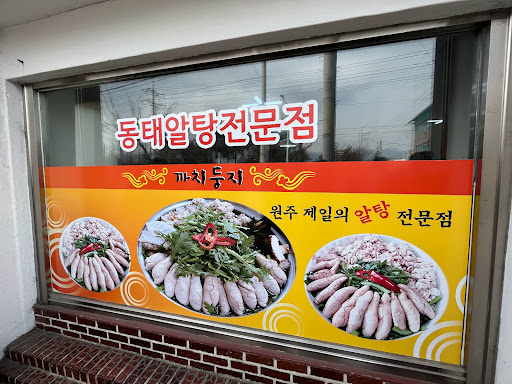 동태알탕전문점
까치둥지
원주 제일의 알탕 전문점